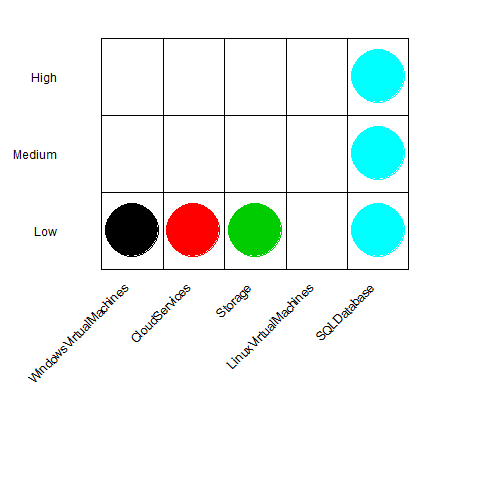 High
Medium
Low
WindowsVirtualMachines
CloudServices
Storage
LinuxVirtualMachines
SQLDatabase